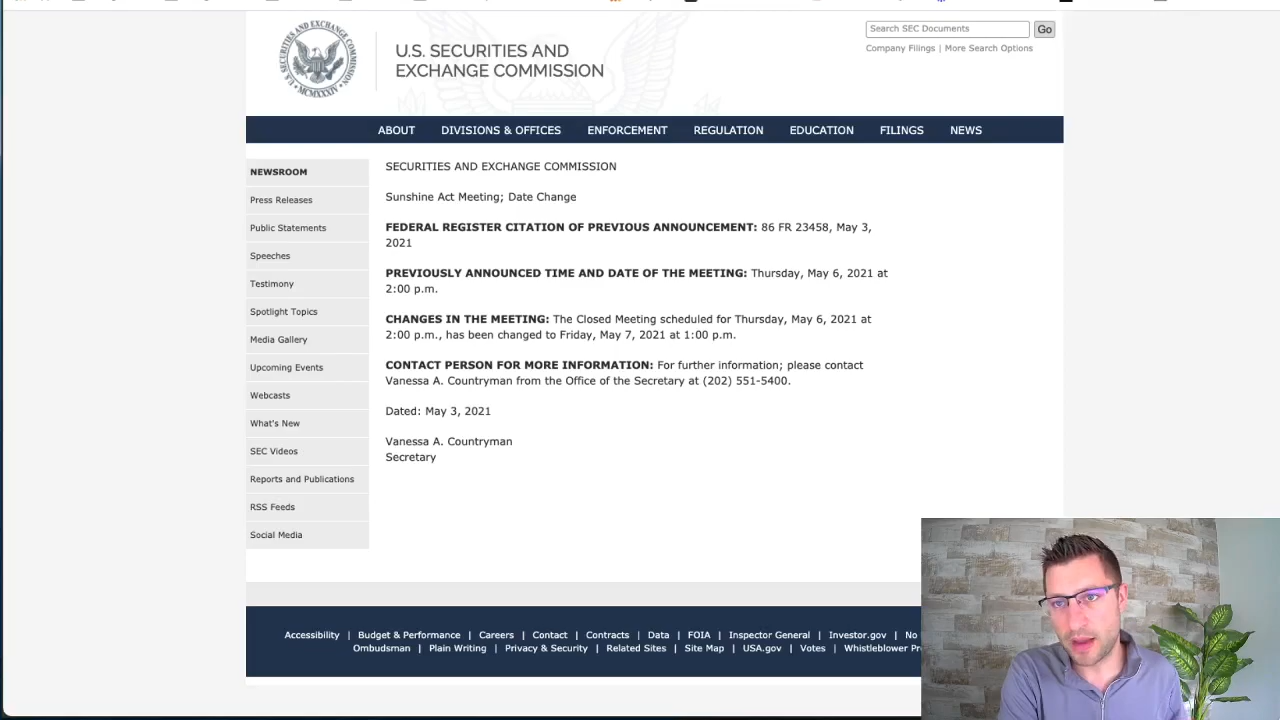 Search SEC Documents
Go
Company Filings | More Search Options
U.S. SECURITIES AND
EXCHANGE COMMISSION
SECURITIES AND EXCHANGE COMMISSION
MCMXXXIV
ABOUT DIVISIONS & OFFICES ENFORCEMENT REGULATION EDUCATION FILINGS NEWS
NEWSROOM
Press Releases
Public Statements
Speeches
Testimony
Spotlight Topics
Media Gallery
Upcoming Events
Webcasts
What's New
SEC Videos
Reports and Publications
RSS Feeds
Social Media
SECURITIES AND EXCHANGE COMMISSION
Sunshine Act Meeting; Date Change
FEDERAL REGISTER CITATION OF PREVIOUS ANNOUNCEMENT: 86 FR 23458, May 3,
2021
PREVIOUSLY ANNOUNCED TIME AND DATE OF THE MEETING: Thursday, May 6, 2021 at
2:00 p.m.
CHANGES IN THE MEETING: The Closed Meeting scheduled for Thursday, May 6, 2021 at
2:00 p.m., has been changed to Friday, May 7, 2021 at 1:00 p.m.
CONTACT PERSON FOR MORE INFORMATION: For further information; please contact
Vanessa A. Countryman from the Office of the Secretary at (202) 551-5400.
Dated: May 3, 2021
Vanessa A. Countryman
Secretary
Accessibility | Budget & Performance | Careers | Contact | Contracts | Data | FOIA | Inspector General | Investor.gov | No
Ombudsman | Plain Writing | Privacy & Security | Related Sites | Site Map | USA.gov | Votes | Whistleblower Pr